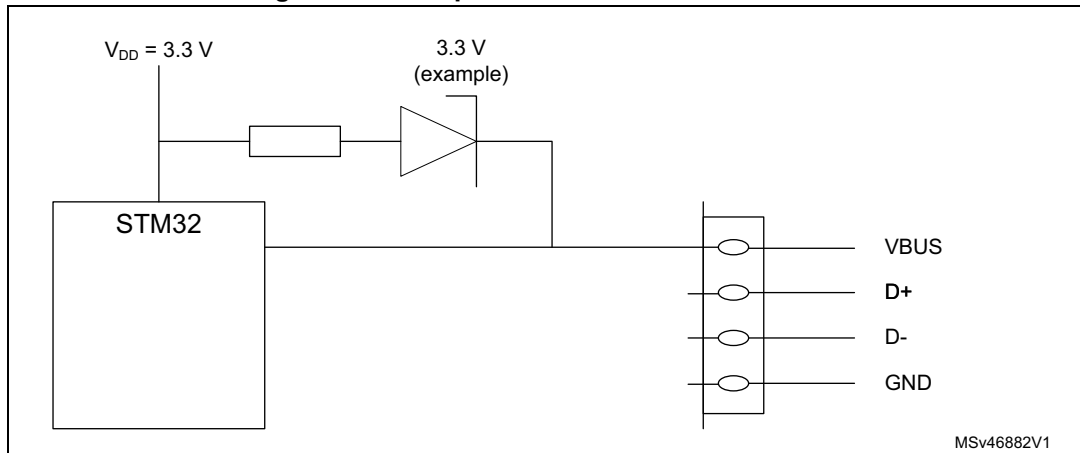 V_DD = 3.3 V
3.3 V
(example)
STM32
VBUS
D+
D-
GND
MSv46882V1